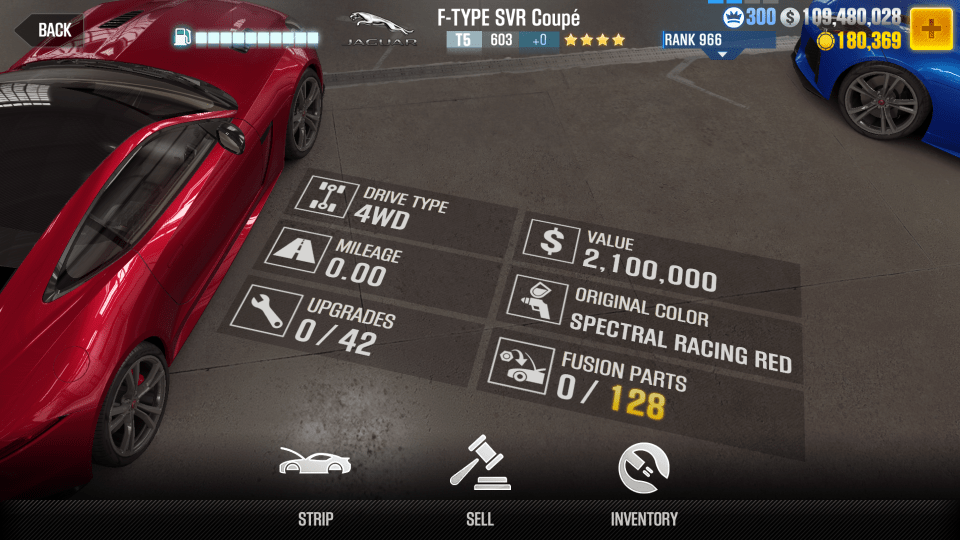 BACK
JAGUAR
F-TYPE SVR Coupé
T5 603 +0
300 $ 109,480,028
RANK 966
180,369
DRIVE TYPE
4WD
MILEAGE
0.00
UPGRADES
0 / 42
$ VALUE
2,100,000
ORIGINAL COLOR
SPECTRAL RACING RED
FUSION PARTS
0 / 128
STRIP
SELL
INVENTORY